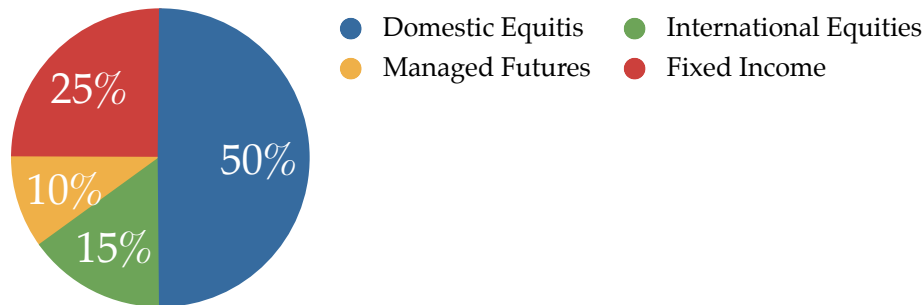 Domestic Equitis
International Equities
Managed Futures
Fixed Income
25%
50%
10%
15%